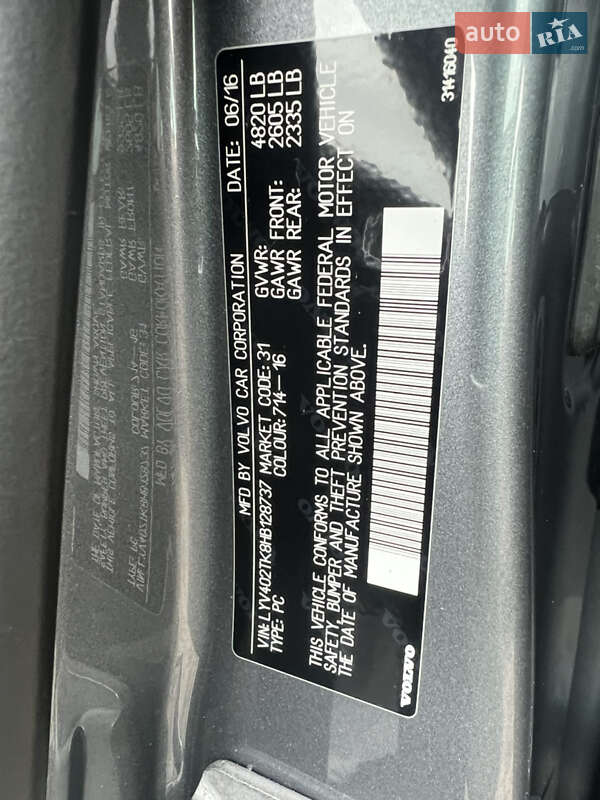 auto RIA.com
MFD BY VOLVO CAR CORPORATION DATE: 06/16
VIN: LYV402TK8HB128737 MARKET CODE: 31 GVWR: 4820 LB
TYPE: PC COLOUR: 714-16 GAWR FRONT: 2605 LB
GAWR REAR: 2335 LB
THIS VEHICLE CONFORMS TO ALL APPLICABLE FEDERAL MOTOR VEHICLE
SAFETY, BUMPER AND THEFT PREVENTION STANDARDS IN EFFECT ON
THE DATE OF MANUFACTURE SHOWN ABOVE.
VOLVO
31416040